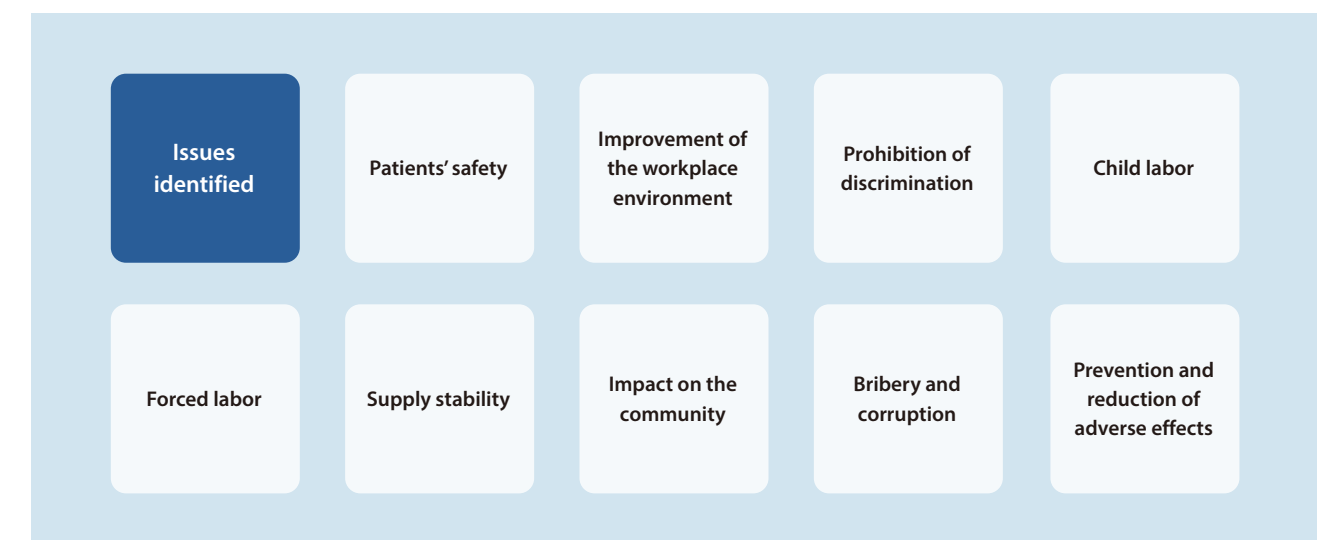 Issues
identified
Patients’ safety
Improvement of
the workplace
environment
Prohibition of
discrimination
Child labor
Forced labor
Supply stability
Impact on the
community
Bribery and
corruption
Prevention and
reduction of
adverse effects